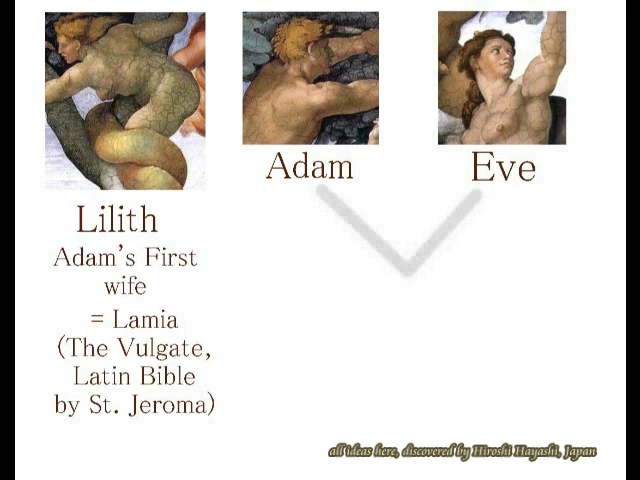 Adam
Eve
Lilith
Adam's First
wife
= Lamia
(The Vulgate,
Latin Bible
by St. Jeroma)
all ideas here, discovered by Hiroshi Hayashi, Japan